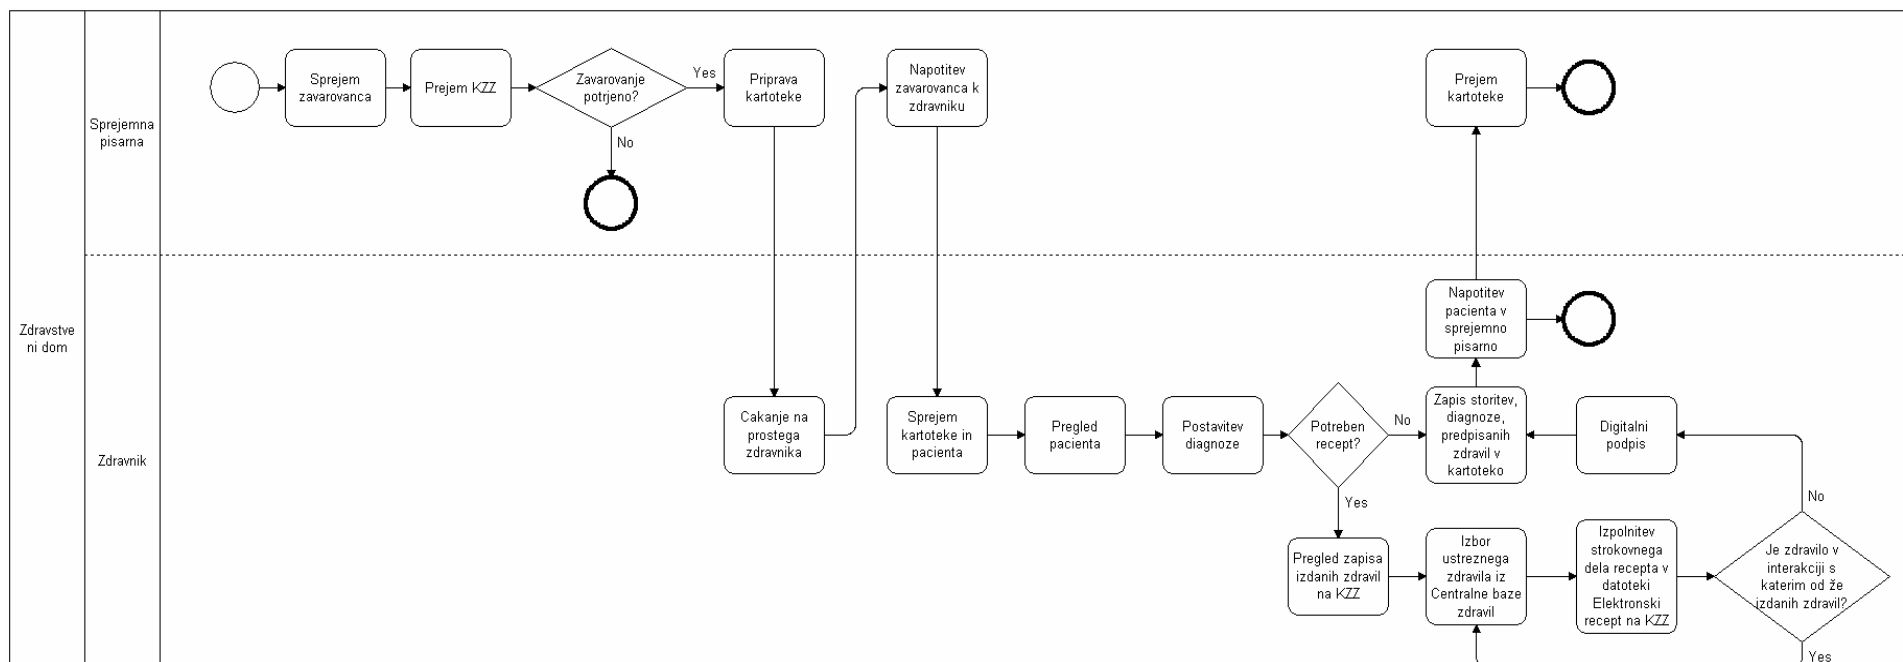 Zdravstve
ni dom
Sprejemna
pisarna
Sprejem
zavarovanca
Prejem KZZ
Zavarovanje
potrjeno?
Yes
No
Priprava
kartoteke
Napotitev
zavarovanca k
zdravniku
Prejem
kartoteke
Zdravnik
Napotitev
pacienta v
sprejemno
pisarno
Cakanje na
prostega
zdravnika
Sprejem
kartoteke in
pacienta
Pregled
pacienta
Postavitev
diagnoze
Potreben
recept?
No
Yes
Zapis storitev,
diagnoze,
predpisanih
zdravil v
kartoteko
Digitalni
podpis
Pregled zapisa
izdanih zdravil
na KZZ
Izbor
ustreznega
zdravila iz
Centralne baze
zdravil
Izpolnitev
strokovnega
dela recepta v
datoteki
Elektronski
recept na KZZ
No
Je zdravilo v
interakciji s
katerim od že
izdanih zdravil?
Yes